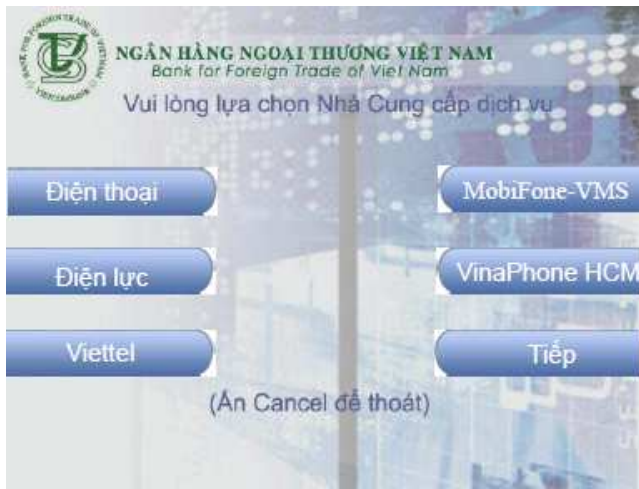 NGÂN HÀNG NGOẠI THƯƠNG VIỆT NAM
Bank for Foreign Trade of Viet Nam
Vui lòng lựa chọn Nhà Cung cấp dịch vụ
Điện thoại
MobiFone-VMS
Điện lực
VinaPhone HCM
Viettel
Tiếp
(Ấn Cancel để thoát)